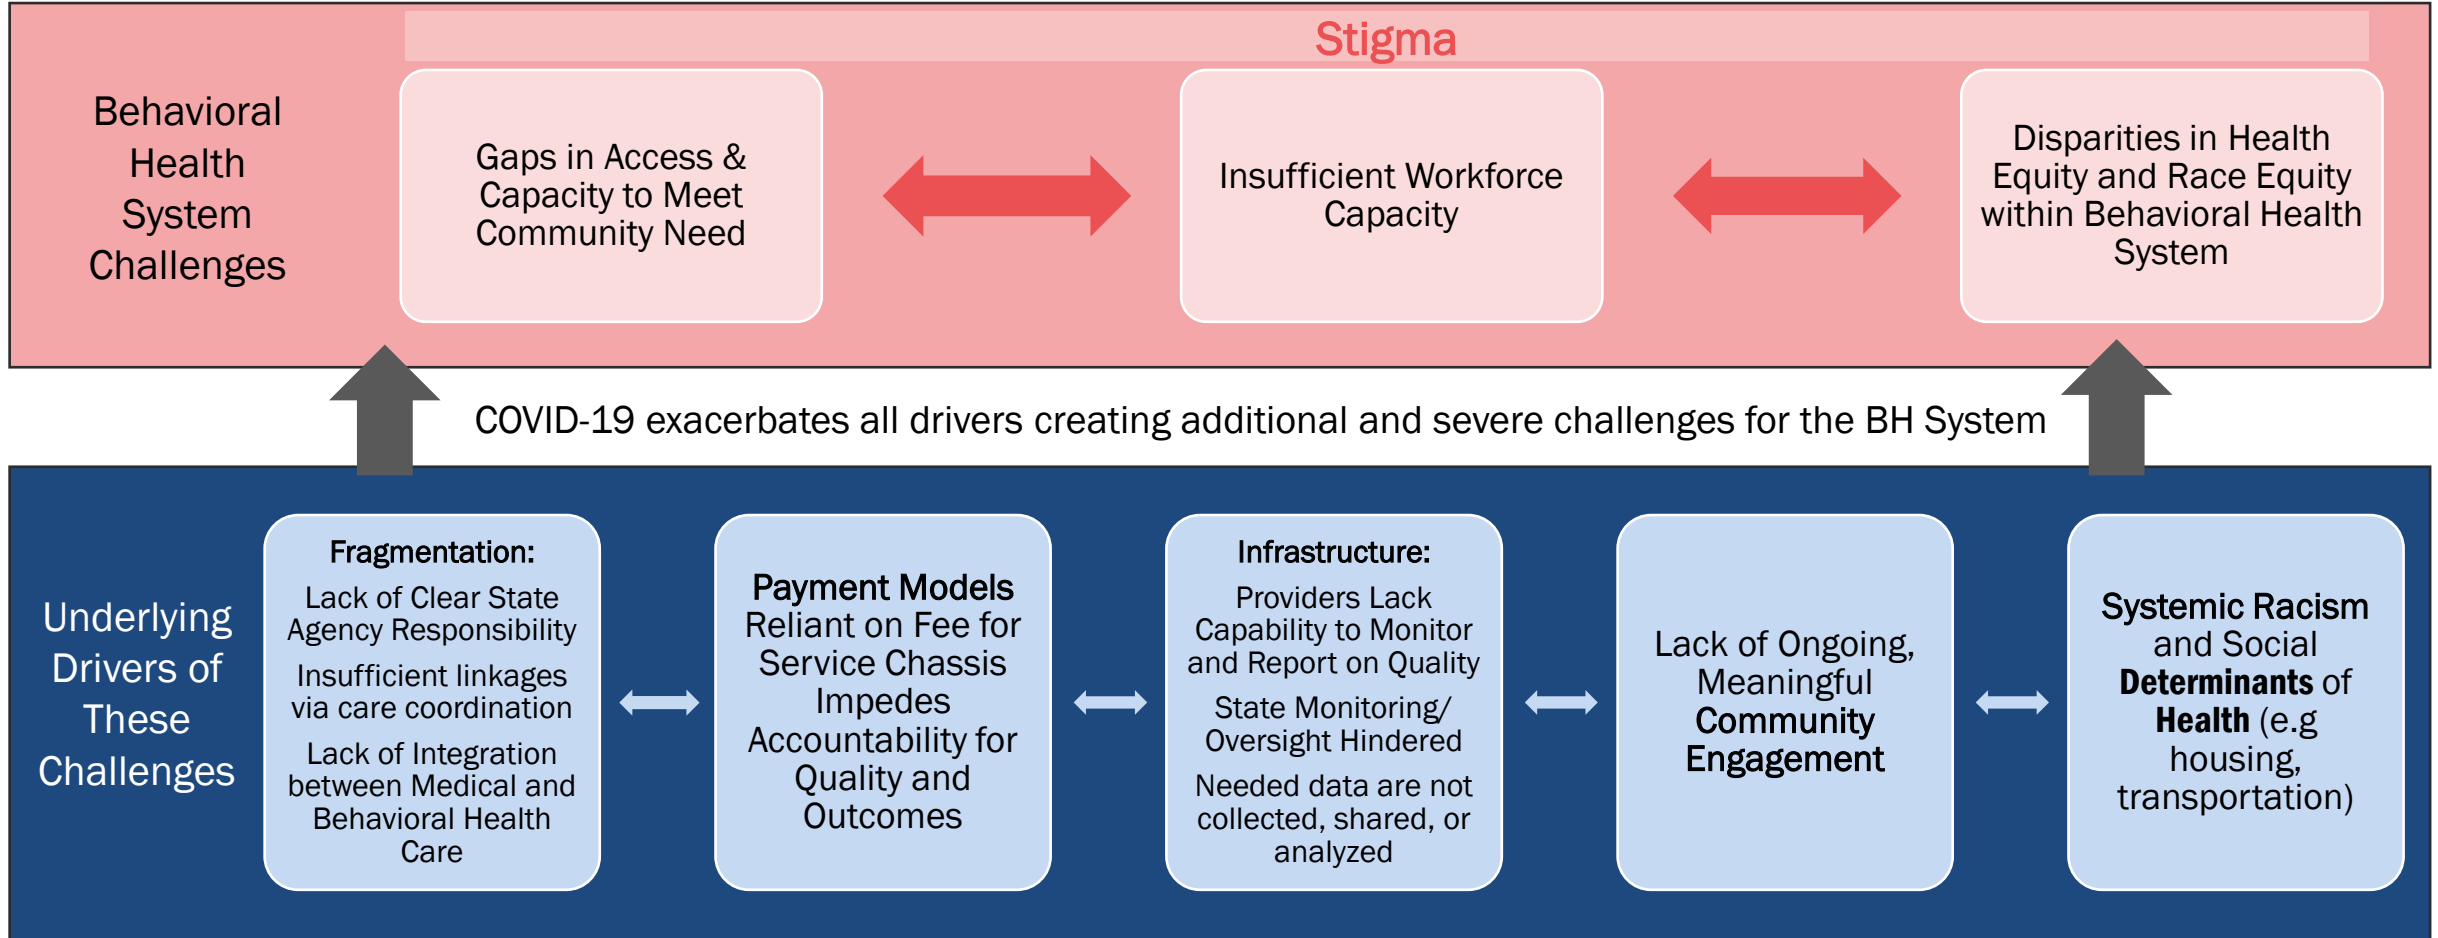 Stigma
Behavioral
Health
System
Challenges
Gaps in Access &
Capacity to Meet
Community Need
Insufficient Workforce
Capacity
Disparities in Health
Equity and Race Equity
within Behavioral Health
System
COVID-19 exacerbates all drivers creating additional and severe challenges for the BH System
Underlying
Drivers of
These
Challenges
Fragmentation:
Lack of Clear State
Agency Responsibility
Insufficient linkages
via care coordination
Lack of Integration
between Medical and
Behavioral Health
Care
Payment Models
Reliant on Fee for
Service Chassis
Impedes
Accountability for
Quality and
Outcomes
Infrastructure:
Providers Lack
Capability to Monitor
and Report on Quality
State Monitoring/
Oversight Hindered
Needed data are not
collected, shared, or
analyzed
Lack of Ongoing,
Meaningful
Community
Engagement
Systemic Racism
and Social
Determinants of
Health (e.g
housing,
transportation)